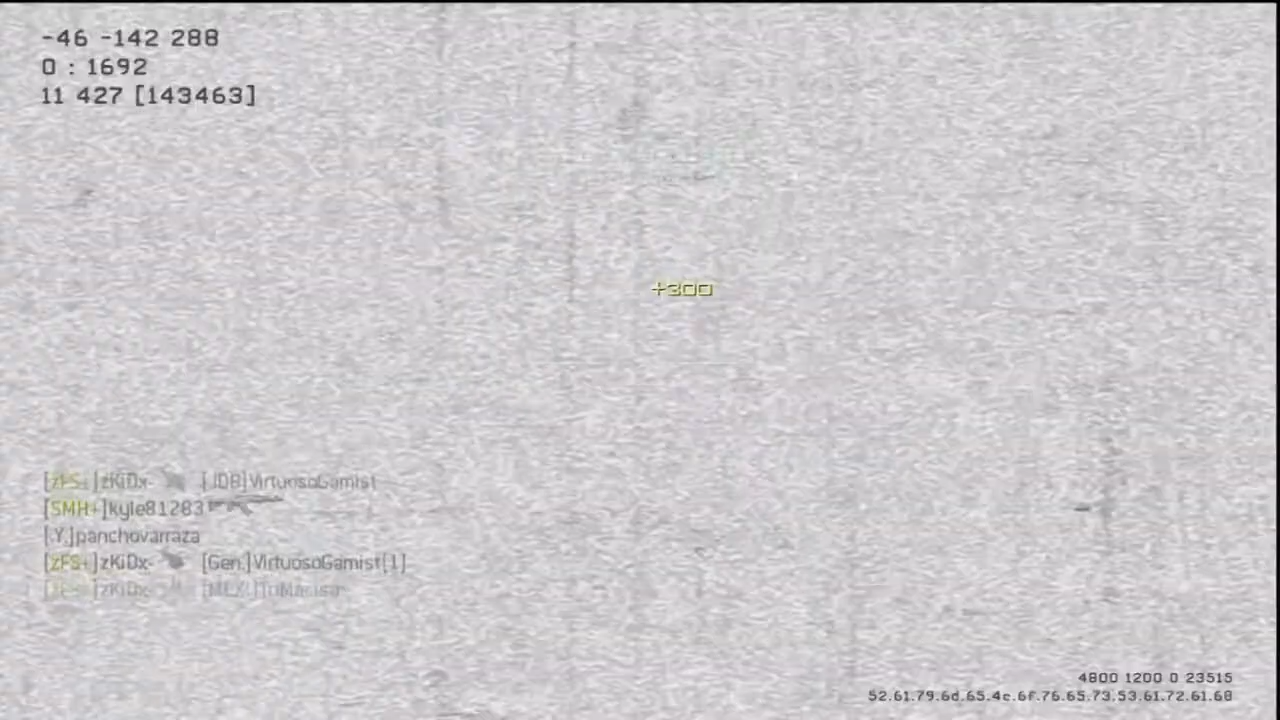 -46 -142 288
0 : 1692
11 427 [143463]
+300
[zFS+]zKiDx- [JDB]VirtuosoGamist
[SMH+]kyle81283
[.Y.]panchovarraza
[zFS+]zKiDx- [Gen.]VirtuosoGamist[1]
zKiDx-
4800 1200 0 23515
52.61.79.6d.65.4c.6f.76.65.73.53.61.72.61.68